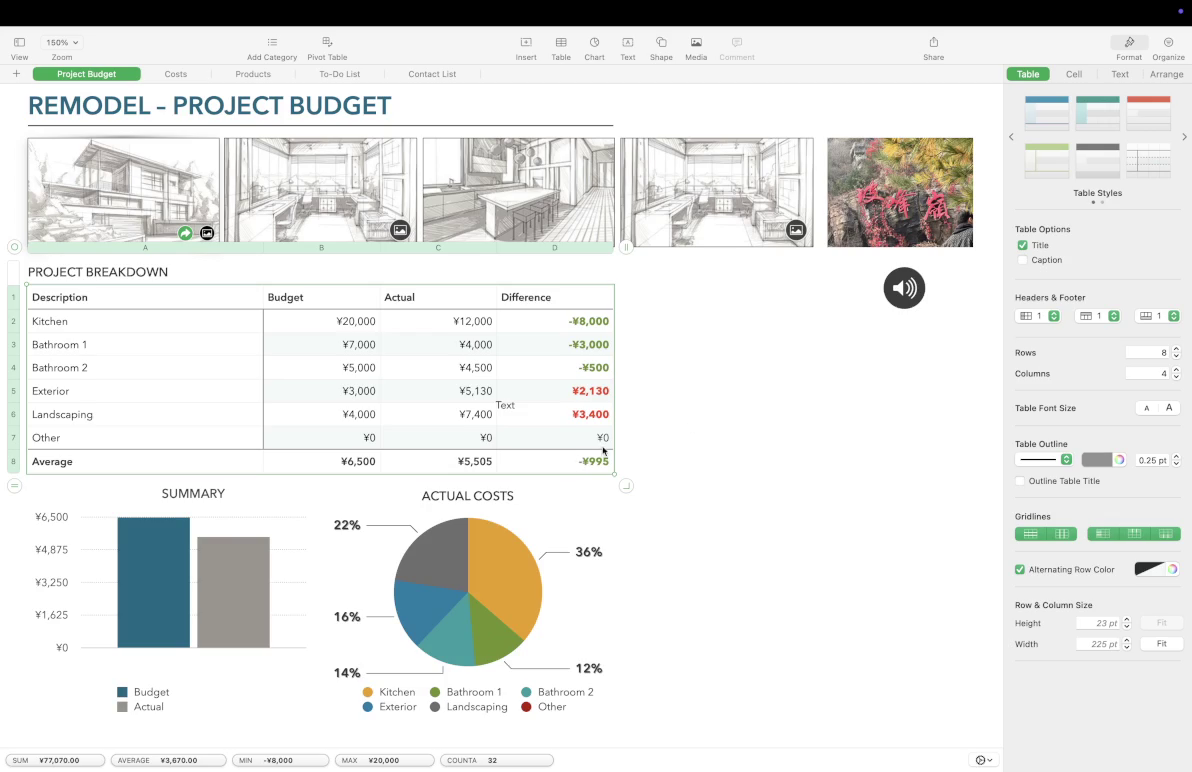 150%
View
Zoom
Add Category
Pivot Table
Insert
Table
Chart
Text
Shape
Media
Comment
Share
Format
Organize
Project Budget
Costs
Products
To-Do List
Contact List
Table
Cell
Text
Arrange
REMODEL – PROJECT BUDGET
A B C D
PROJECT BREAKDOWN
1 Description Budget Actual Difference
2 Kitchen ¥20,000 ¥12,000 -¥8,000
3 Bathroom 1 ¥7,000 ¥4,000 -¥3,000
4 Bathroom 2 ¥5,000 ¥4,500 -¥500
5 Exterior ¥3,000 ¥5,130 ¥2,130
Text
6 Landscaping ¥4,000 ¥7,400 ¥3,400
7 Other ¥0 ¥0 ¥0
8 Average ¥6,500 ¥5,505 -¥995
SUMMARY
¥6,500
¥4,875
¥3,250
¥1,625
¥0
Budget
Actual
ACTUAL COSTS
22%
36%
16%
14%
12%
Kitchen Bathroom 1 Bathroom 2
Exterior Landscaping Other
Table Styles
Table Options
Title
Caption
Headers & Footer
1 1 1
Rows 8
Columns 4
Table Font Size A A
Table Outline
0.25 pt
Outline Table Title
Gridlines
Alternating Row Color
Row & Column Size
Height 23 pt Fit
Width 225 pt Fit
SUM ¥77,070.00
AVERAGE ¥3,670.00
MIN -¥8,000
MAX ¥20,000
COUNTA 32